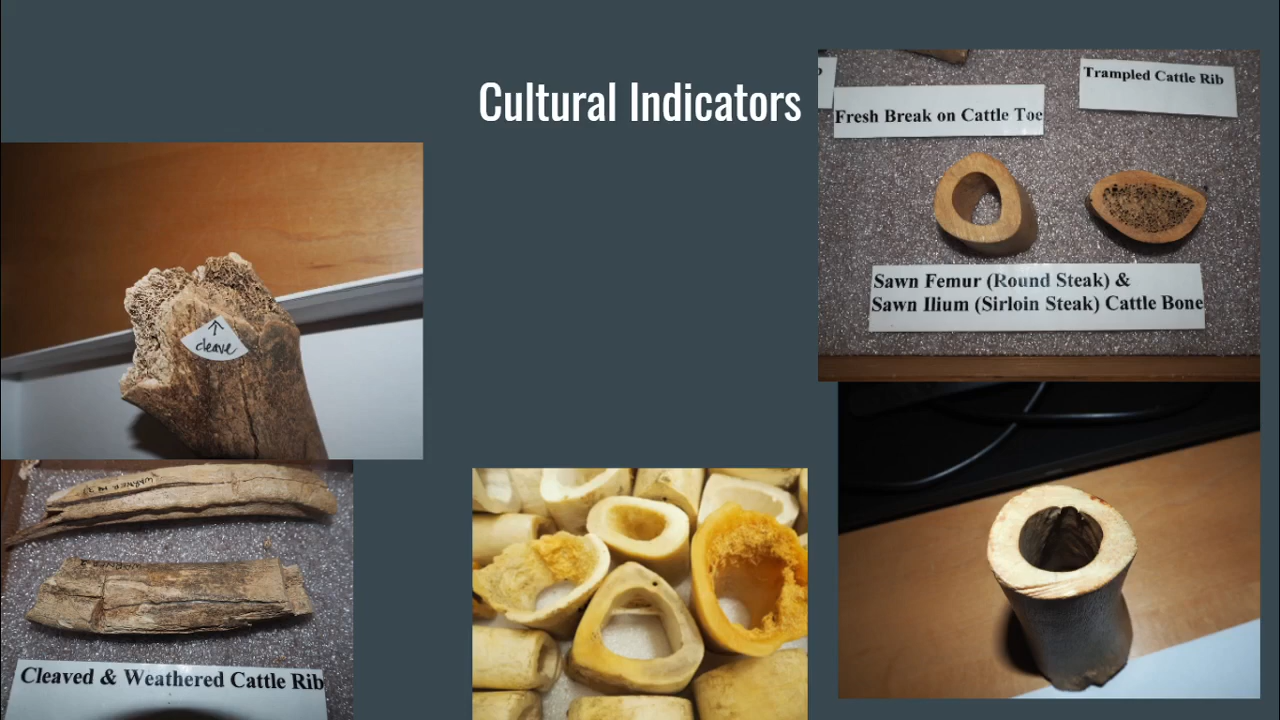 Cultural Indicators
Trampled Cattle Rib
Fresh Break on Cattle Toe
Sawn Femur (Round Steak) &
Sawn Ilium (Sirloin Steak) Cattle Bone
cleave
Cleaved & Weathered Cattle Rib